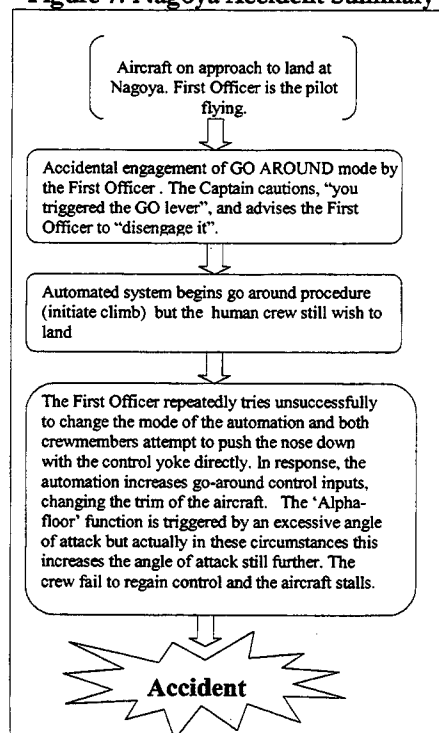 Figure 7: Nagoya Accident Summary
Aircraft on approach to land at
Nagoya. First Officer is the pilot
flying.
Accidental engagement of GO AROUND mode by
the First Officer . The Captain cautions, “you
triggered the GO lever”, and advises the First
Officer to “disengage it”.
Automated system begins go around procedure
(initiate climb) but the human crew still wish to
land
The First Officer repeatedly tries unsuccessfully
to change the mode of the automation and both
crewmembers attempt to push the nose down
with the control yoke directly. In response, the
automation increases go-around control inputs,
changing the trim of the aircraft. The ‘Alpha-
floor’ function is triggered by an excessive angle
of attack but actually in these circumstances this
increases the angle of attack still further. The
crew fail to regain control and the aircraft stalls.
Accident